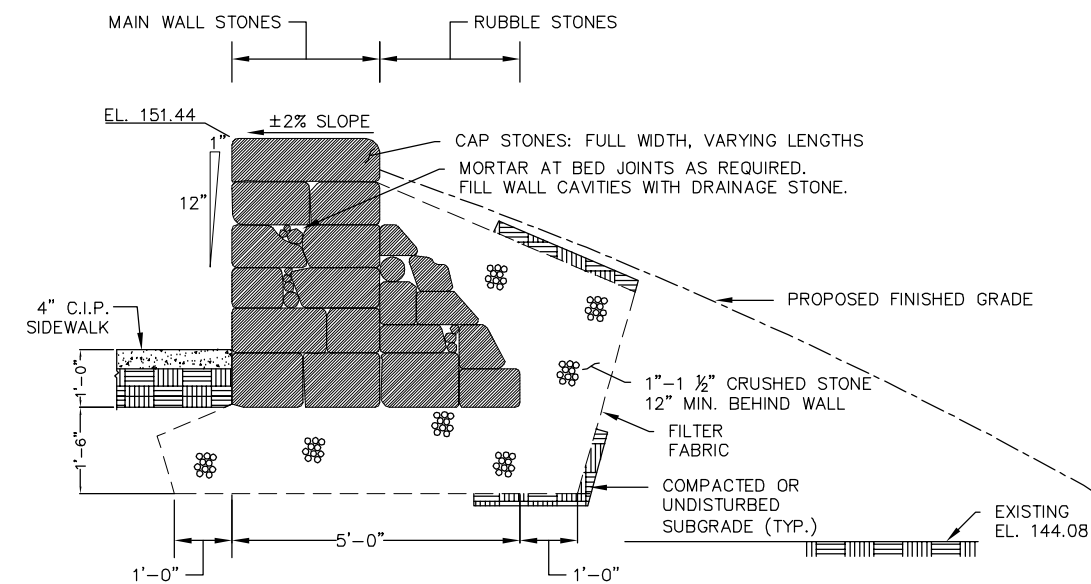 MAIN WALL STONES
RUBBLE STONES
EL. 151.44
±2% SLOPE
1"
12"
CAP STONES: FULL WIDTH, VARYING LENGTHS
MORTAR AT BED JOINTS AS REQUIRED.
FILL WALL CAVITIES WITH DRAINAGE STONE.
PROPOSED FINISHED GRADE
4" C.I.P.
SIDEWALK
1'-0"
1'-6"
1"-1 ½" CRUSHED STONE
12" MIN. BEHIND WALL
FILTER
FABRIC
COMPACTED OR
UNDISTURBED
SUBGRADE (TYP.)
EXISTING
EL. 144.08
5'-0"
1'-0"
1'-0"